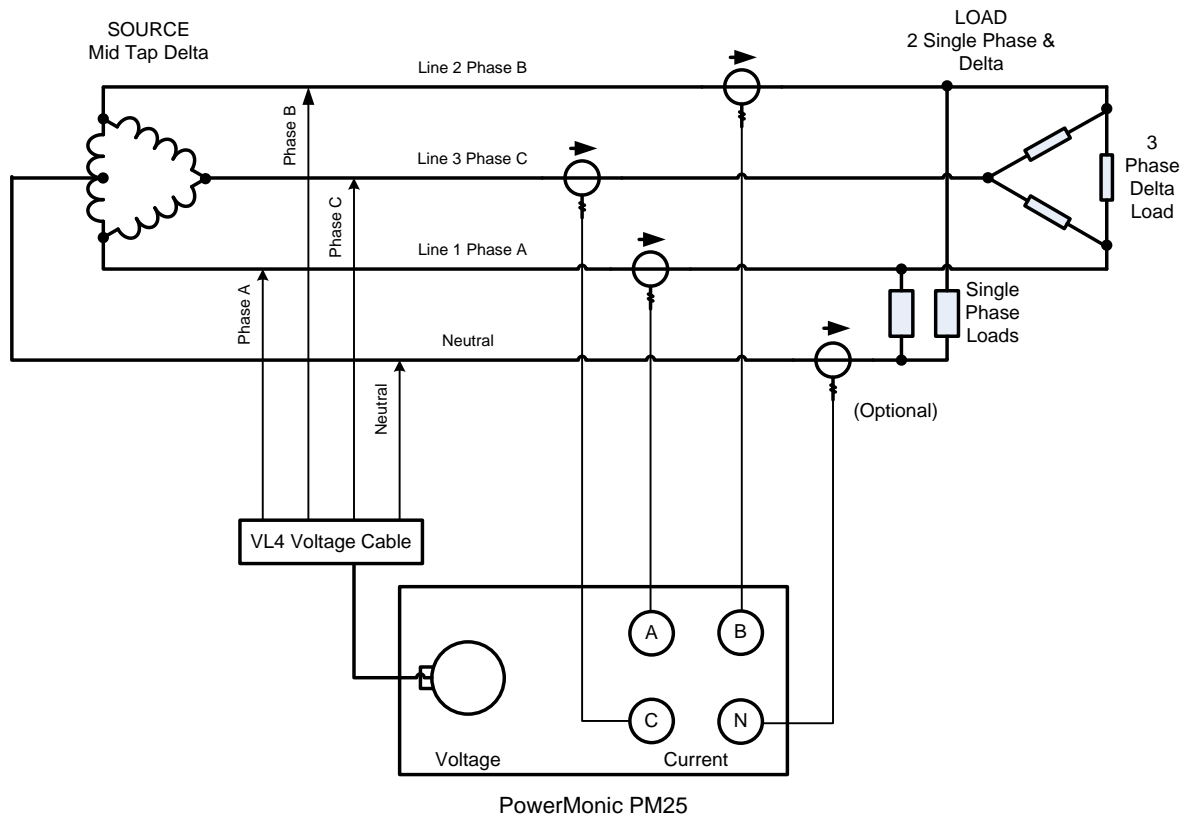 SOURCE
Mid Tap Delta
LOAD
2 Single Phase &
Delta
Line 2 Phase B
Phase B
Line 3 Phase C
3
Phase
Delta
Load
Phase C
Line 1 Phase A
Phase A
Single
Phase
Loads
Neutral
Neutral
(Optional)
VL4 Voltage Cable
A
B
C
N
Voltage
Current
PowerMonic PM25